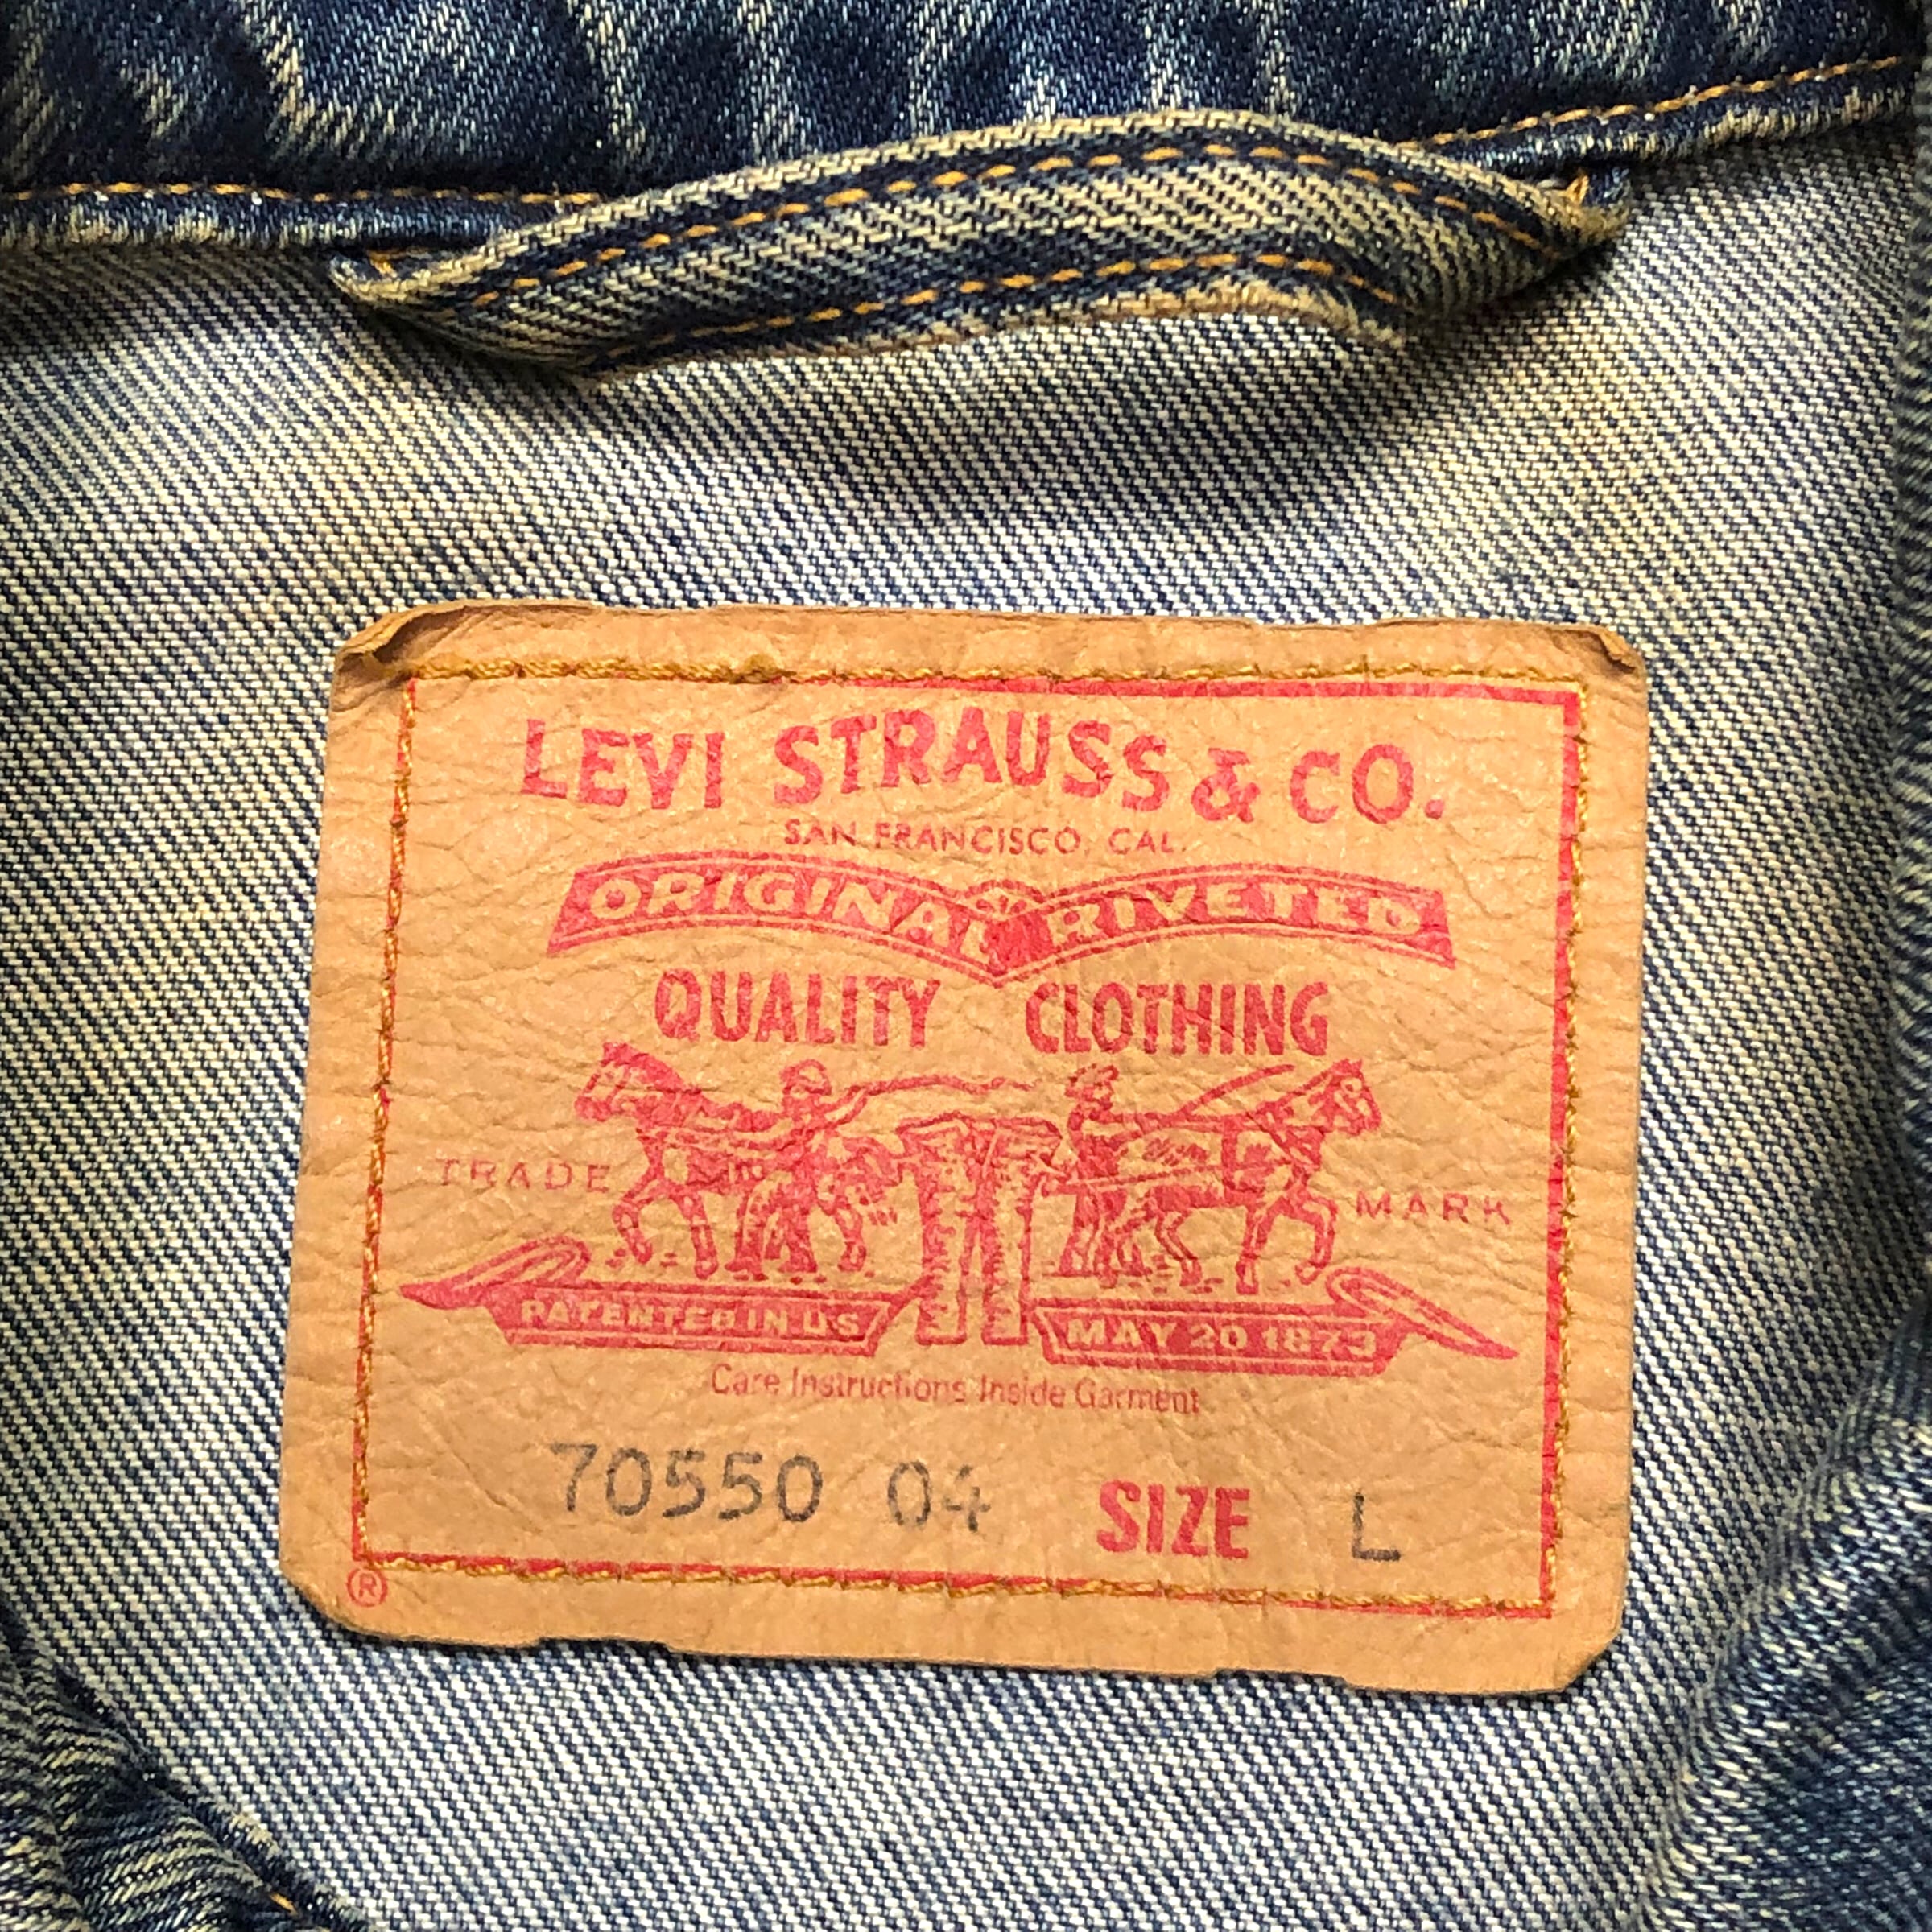 LEVI STRAUSS & CO.
SAN FRANCISCO, CAL.
ORIGINAL RIVETED
QUALITY CLOTHING
TRADE MARK
PATENTED IN US MAY 20 1873
Care Instructions Inside Garment
70550 04 SIZE L
®